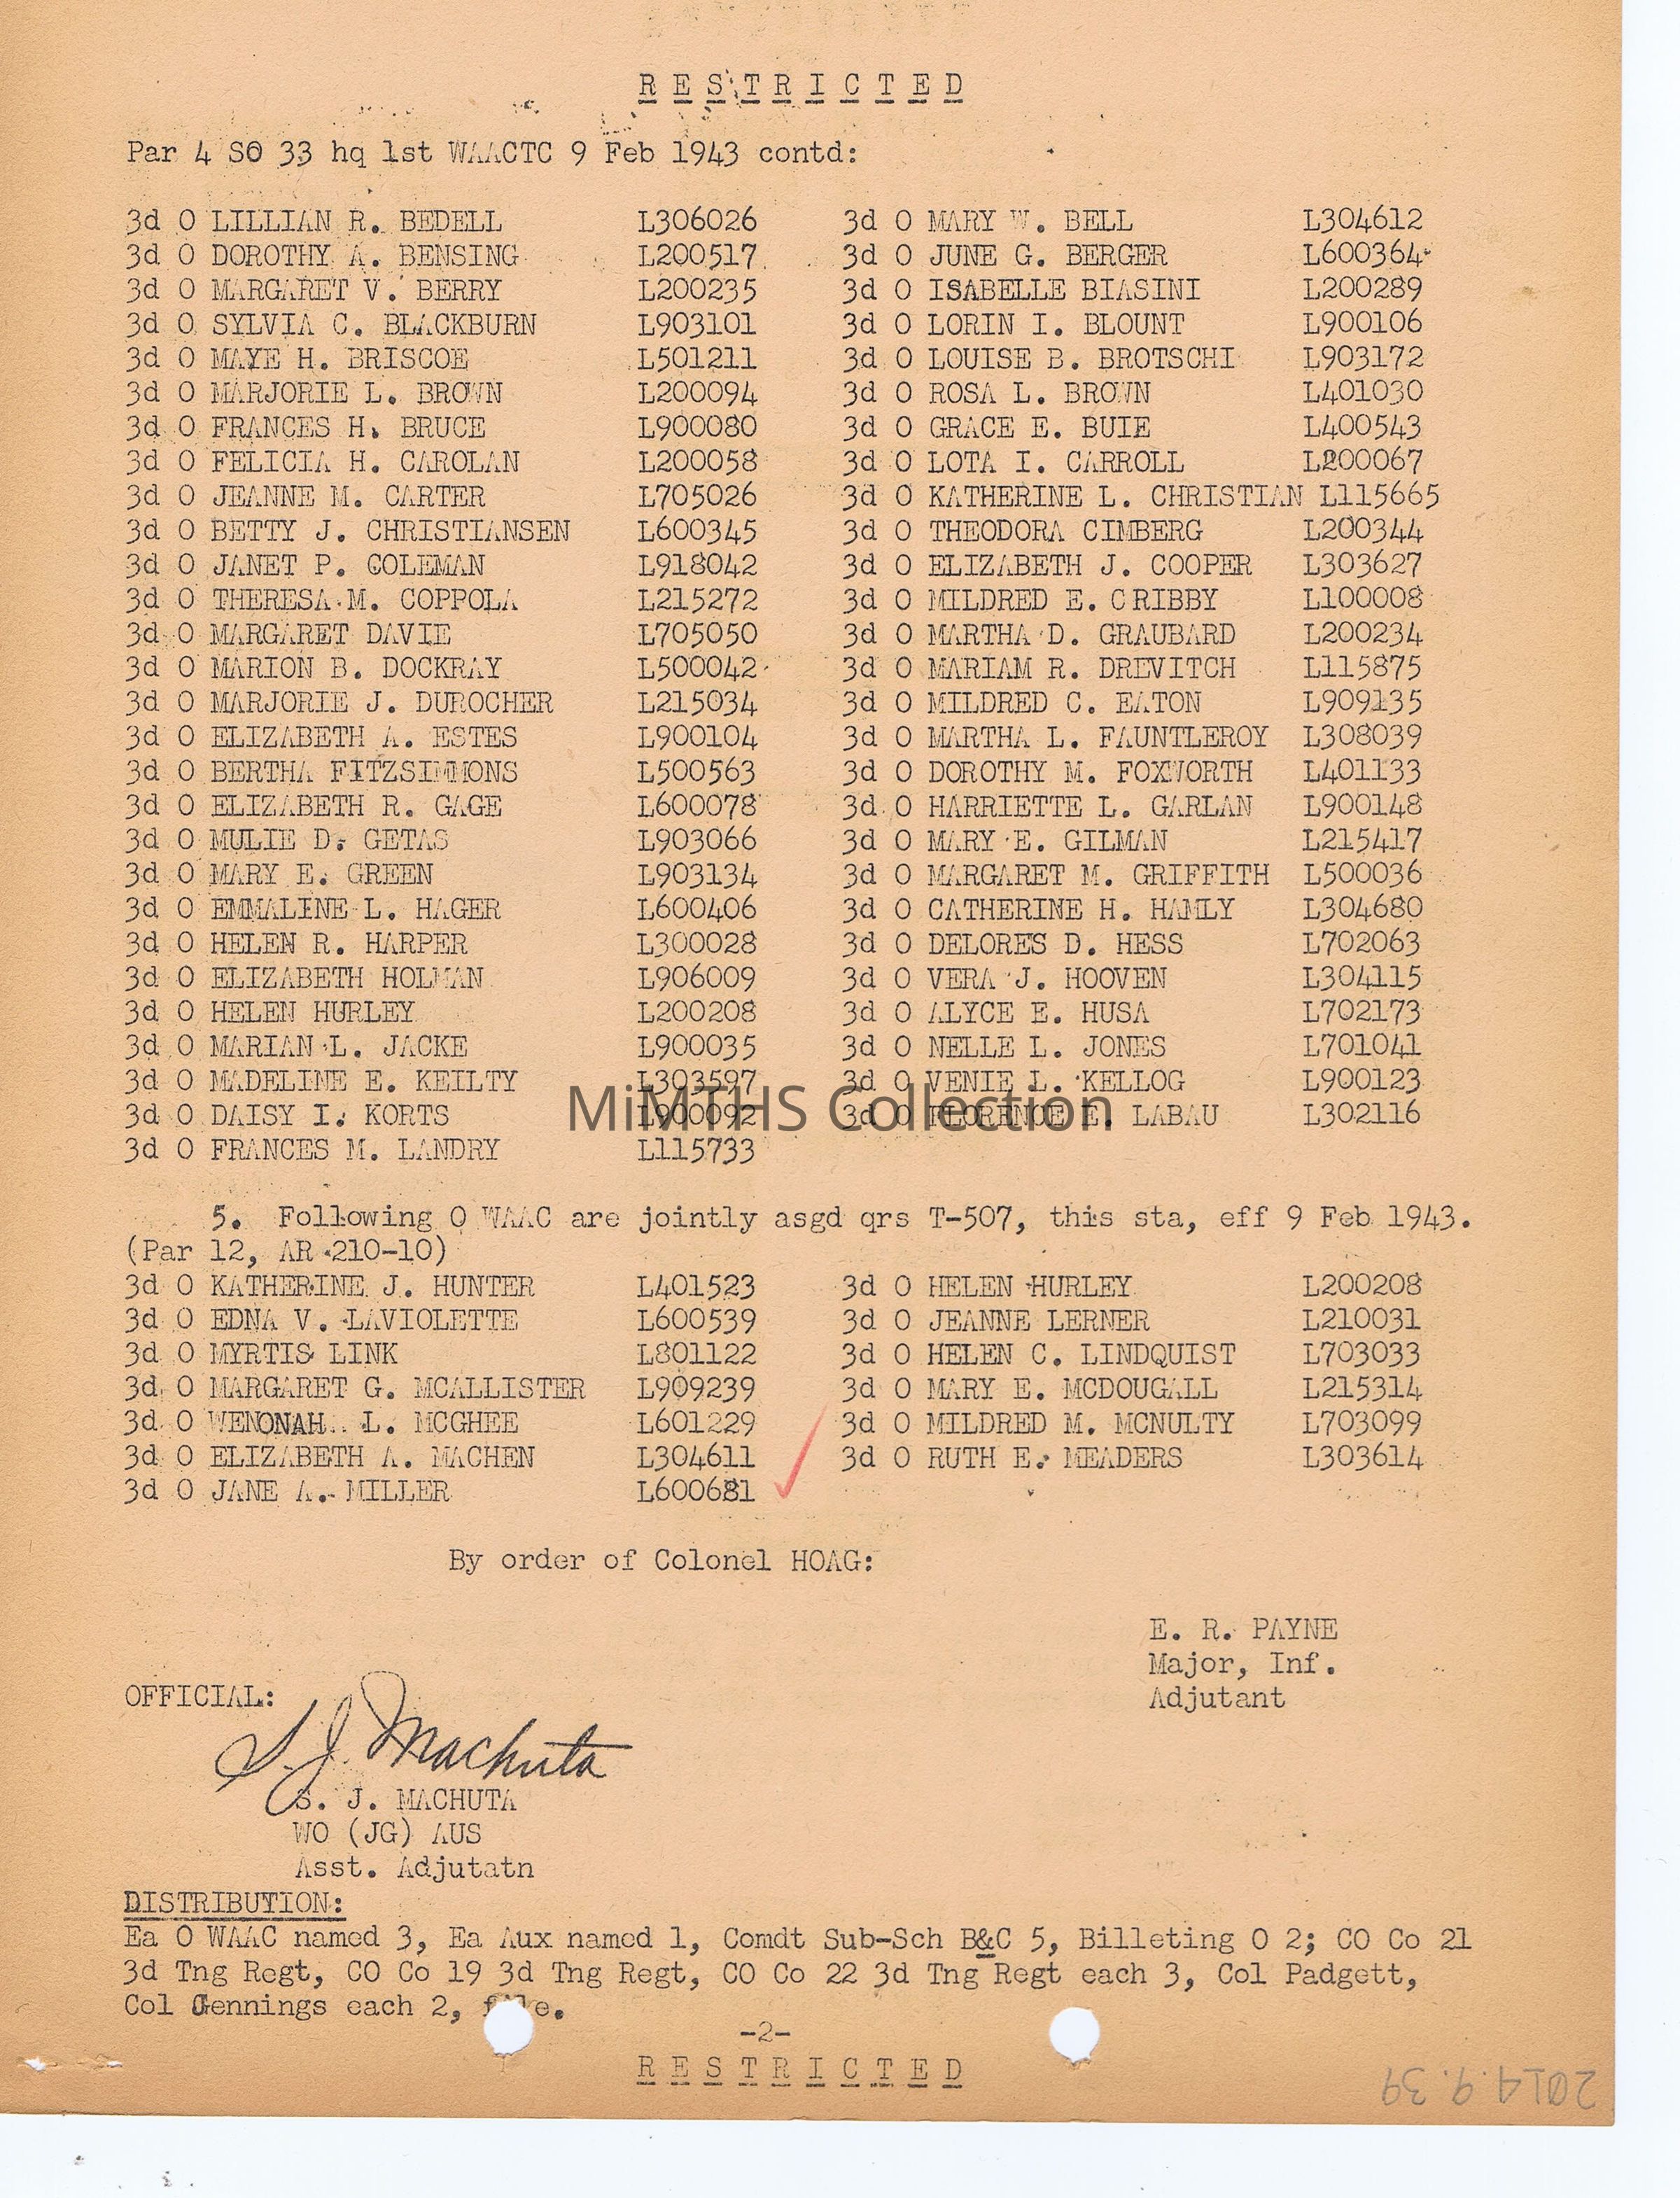 RESTRICTED
Par 4 SO 33 hq 1st WAACTC 9 Feb 1943 contd:
3d O LILLIAN R. BEDELL L306026 3d O MARY W. BELL L304612
3d O DOROTHY A. BENSING L200517 3d O JUNE G. BERGER L600364
3d O MARGARET V. BERRY L200235 3d O ISABELLE BIASINI L200289
3d O SYLVIA C. BLACKBURN L903101 3d O LORIN I. BLOUNT L900106
3d O MAYE H. BRISCOE L501211 3d O LOUISE B. BROTSCHI L903172
3d O MARJORIE L. BROWN L200094 3d O ROSA L. BROWN L401030
3d O FRANCES H. BRUCE L900080 3d O GRACE E. BUIE L400543
3d O FELICIA H. CAROLAN L200058 3d O LOTA I. CARROLL L200067
3d O JEANNE M. CARTER L705026 3d O KATHERINE L. CHRISTIAN L115665
3d O BETTY J. CHRISTIANSEN L600345 3d O THEODORA CIMBERG L200344
3d O JANET P. COLEMAN L918042 3d O ELIZABETH J. COOPER L303627
3d O THERESA M. COPPOLA L215272 3d O MILDRED E. CRIBBY L100008
3d O MARGARET DAVIE L705050 3d O MARTHA D. GRAUBARD L200234
3d O MARION B. DOCKRAY L500042 3d O MARIAM R. DREVITCH L115875
3d O MARJORIE J. DUROCHER L215034 3d O MILDRED C. EATON L909135
3d O ELIZABETH A. ESTES L900104 3d O MARTHA L. FAUNTLEROY L308039
3d O BERTHA FITZSIMMONS L500563 3d O DOROTHY M. FOXWORTH L401133
3d O ELIZABETH R. GAGE L600078 3d O HARRIETTE L. GARLAN L900148
3d O MULIE D. GETAS L903066 3d O MARY E. GILMAN L215417
3d O MARY E. GREEN L903134 3d O MARGARET M. GRIFFITH L500036
3d O EMMALINE L. HAGER L600406 3d O CATHERINE H. HAMLY L304680
3d O HELEN R. HARPER L300028 3d O DELORES D. HESS L702063
3d O ELIZABETH HOLMAN L906009 3d O VERA J. HOOVEN L304115
3d O HELEN HURLEY L200208 3d O ALYCE E. HUSA L702173
3d O MARIAN L. JACKE L900035 3d O NELLE L. JONES L701041
3d O MADELINE E. KEILTY L303597 3d O VENIE L. KELLOG L900123
3d O DAISY I. KORTS L900092 3d O FLORENCE E. LABAU L302116
MiMTHS Collection
3d O FRANCES M. LANDRY L115733
5. Following O WAAC are jointly asgd qrs T-507, this sta, eff 9 Feb 1943.
(Par 12, AR 210-10)
3d O KATHERINE J. HUNTER L401523 3d O HELEN HURLEY L200208
3d O EDNA V. LAVIOLETTE L600539 3d O JEANNE LERNER L210031
3d O MYRTIS LINK L801122 3d O HELEN C. LINDQUIST L703033
3d O MARGARET G. MCALLISTER L909239 3d O MARY E. MCDOUGALL L215314
3d O WENONAH L. MCGHEE L601229 3d O MILDRED M. MCNULTY L703099
3d O ELIZABETH A. MACHEN L304611 3d O RUTH E. MEADERS L303614
3d O JANE A. MILLER L600681
By order of Colonel HOAG:
E. R. PAYNE
Major, Inf.
Adjutant
OFFICIAL:
S. J. Machuta
S. J. MACHUTA
WO (JG) AUS
Asst. Adjutatn
DISTRIBUTION:
Ea O WAAC named 3, Ea Aux named 1, Comdt Sub-Sch B&C 5, Billeting O 2; CO Co 21
3d Tng Regt, CO Co 19 3d Tng Regt, CO Co 22 3d Tng Regt each 3, Col Padgett,
Col Gennings each 2, file.
-2-
RESTRICTED
2014.9.39